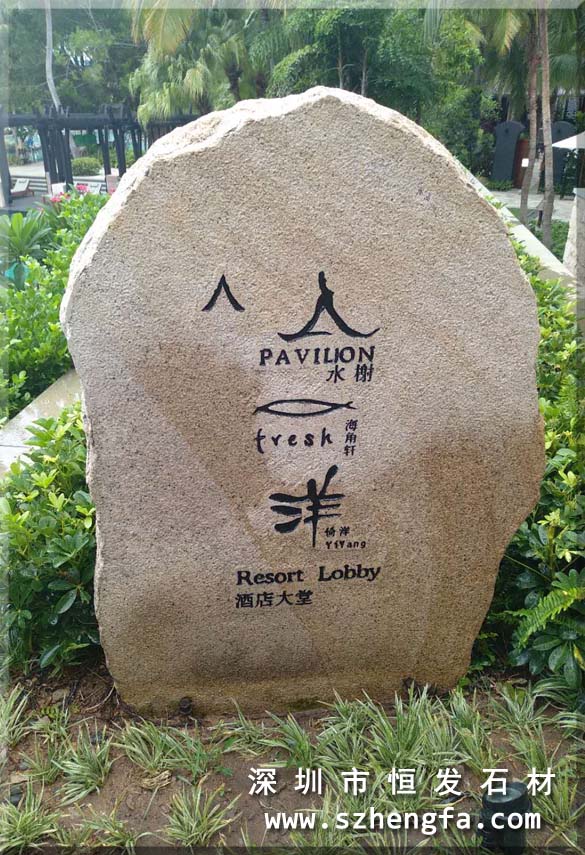 PAVILION
水榭
fresh
海角轩
洋
倚洋
YiYang
Resort Lobby
酒店大堂
深圳市恒发石材
www.szhengfa.com